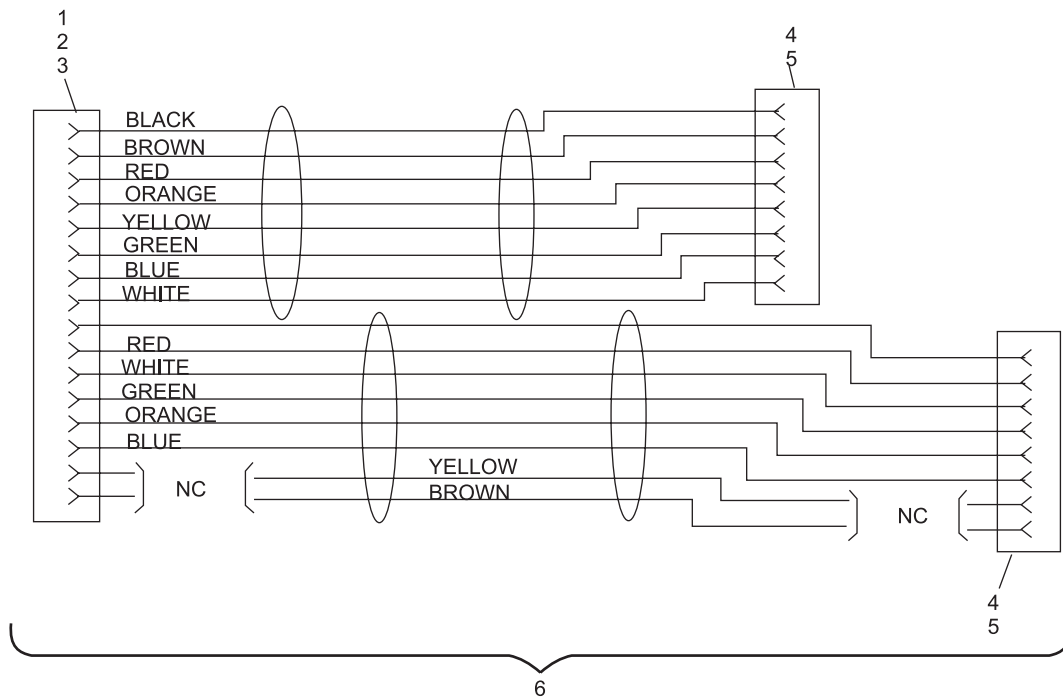 1
2
3
4
5
BLACK
BROWN
RED
ORANGE
YELLOW
GREEN
BLUE
WHITE
RED
WHITE
GREEN
ORANGE
BLUE
YELLOW
NC
BROWN
NC
4
5
6